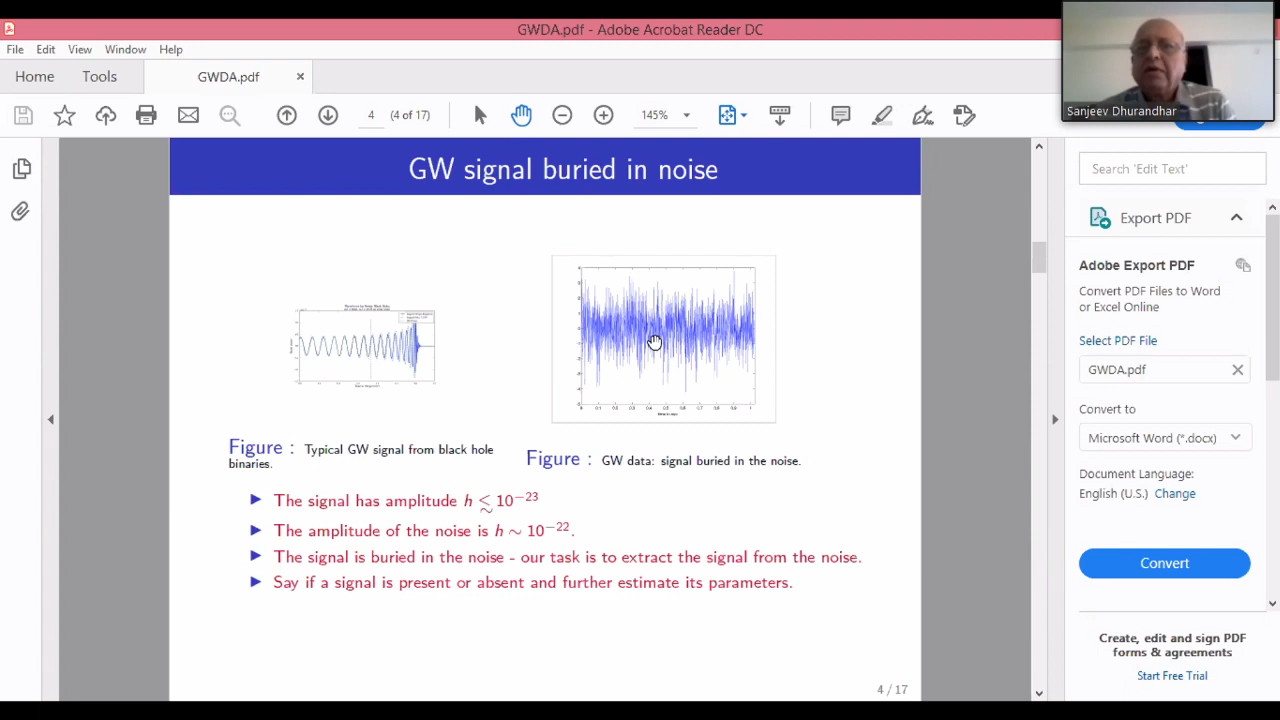 GWDA.pdf - Adobe Acrobat Reader DC
File Edit View Window Help
Home Tools GWDA.pdf
4 (4 of 17) 145%
Sanjeev Dhurandhar
GW signal buried in noise
Figure : Typical GW signal from black hole
binaries.
Figure : GW data: signal buried in the noise.
The signal has amplitude h ≲ 10⁻²³
The amplitude of the noise is h ∼ 10⁻²².
The signal is buried in the noise - our task is to extract the signal from the noise.
Say if a signal is present or absent and further estimate its parameters.
4 / 17
Search 'Edit Text'
Export PDF
Adobe Export PDF
Convert PDF Files to Word
or Excel Online
Select PDF File
GWDA.pdf
Convert to
Microsoft Word (*.docx)
Document Language:
English (U.S.) Change
Convert
Create, edit and sign PDF
forms & agreements
Start Free Trial